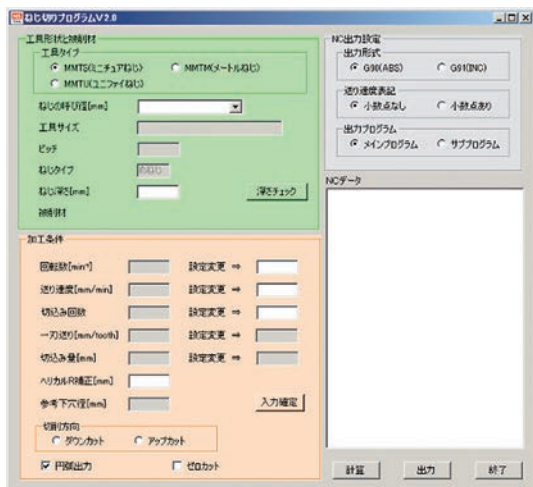 ねじ切りプログラムV2.0
工具形状と被削材
工具タイプ
MMTS(ミニチュアねじ)
MMTM(メートルねじ)
MMTU(ユニファイねじ)
ねじの呼び径[mm]
工具サイズ
ピッチ
ねじタイプ
めねじ
ねじ深さ[mm]
深さチェック
被削材
加工条件
回転数[min⁻¹]
設定変更 ⇒
送り速度[mm/min]
設定変更 ⇒
切込み回数
設定変更 ⇒
一刃送り[mm/tooth]
設定変更 ⇒
切込み量[mm]
設定変更 ⇒
ヘリカルR補正[mm]
参考下穴径[mm]
入力確定
切削方向
ダウンカット
アップカット
円弧出力
ゼロカット
NC出力設定
出力形式
G90(ABS)
G91(INC)
送り速度表記
小数点なし
小数点あり
出力プログラム
メインプログラム
サブプログラム
NCデータ
計算
出力
終了